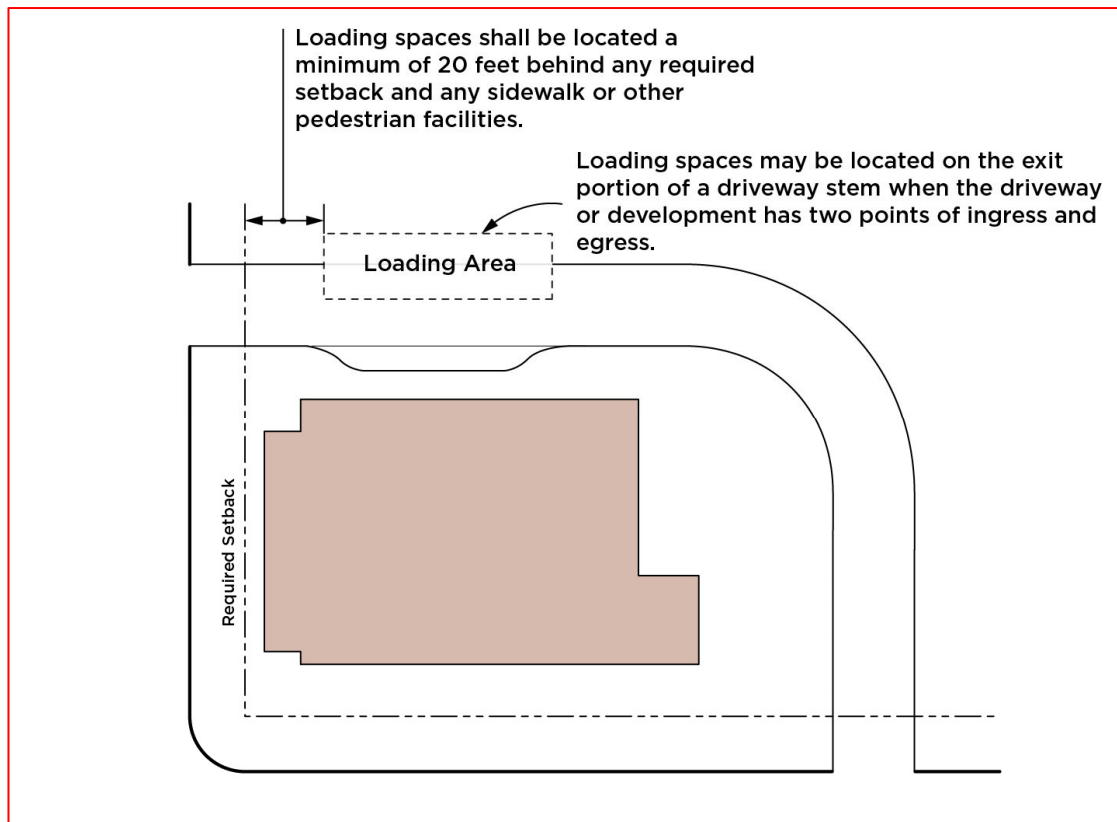 Loading spaces shall be located a
minimum of 20 feet behind any required
setback and any sidewalk or other
pedestrian facilities.
Loading spaces may be located on the exit
portion of a driveway stem when the driveway
or development has two points of ingress and
egress.
Loading Area
Required Setback